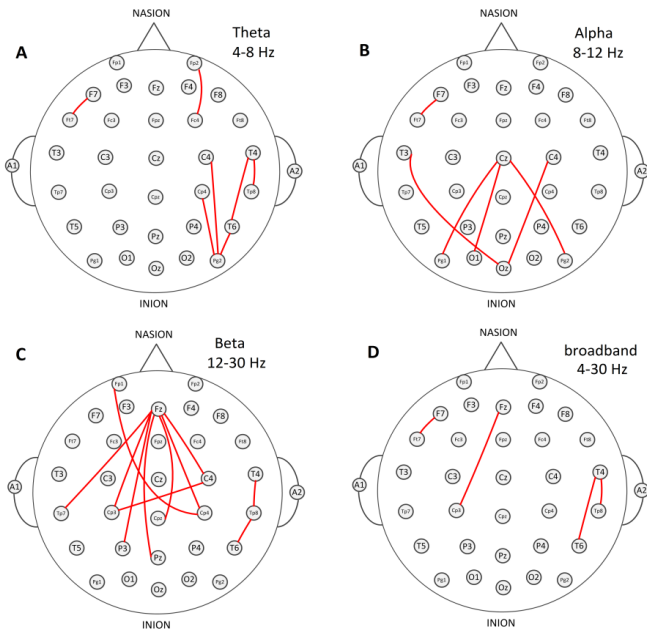 NASION
A
Theta
4-8 Hz
Fp1 Fp2
F7 F3 Fz F4 F8
Ft7 Fc3 Fpz Fc4 Ft8
A1 T3 C3 Cz C4 T4 A2
Tp7 Cp3 Cpz Cp4 Tp8
T5 P3 Pz P4 T6
Pg1 O1 Oz O2 Pg2
INION
NASION
B
Alpha
8-12 Hz
Fp1 Fp2
F7 F3 Fz F4 F8
Ft7 Fc3 Fpz Fc4 Ft8
A1 T3 C3 Cz C4 T4 A2
Tp7 Cp3 Cpz Cp4 Tp8
T5 P3 Pz P4 T6
Pg1 O1 Oz O2 Pg2
INION
NASION
C
Beta
12-30 Hz
Fp1 Fp2
F7 F3 Fz F4 F8
Ft7 Fc3 Fpz Fc4 Ft8
A1 T3 C3 Cz C4 T4 A2
Tp7 Cp3 Cpz Cp4 Tp8
T5 P3 Pz P4 T6
Pg1 O1 Oz O2 Pg2
INION
NASION
D
broadband
4-30 Hz
Fp1 Fp2
F7 F3 Fz F4 F8
Ft7 Fc3 Fpz Fc4 Ft8
A1 T3 C3 Cz C4 T4 A2
Tp7 Cp3 Cpz Cp4 Tp8
T5 P3 Pz P4 T6
Pg1 O1 Oz O2 Pg2
INION